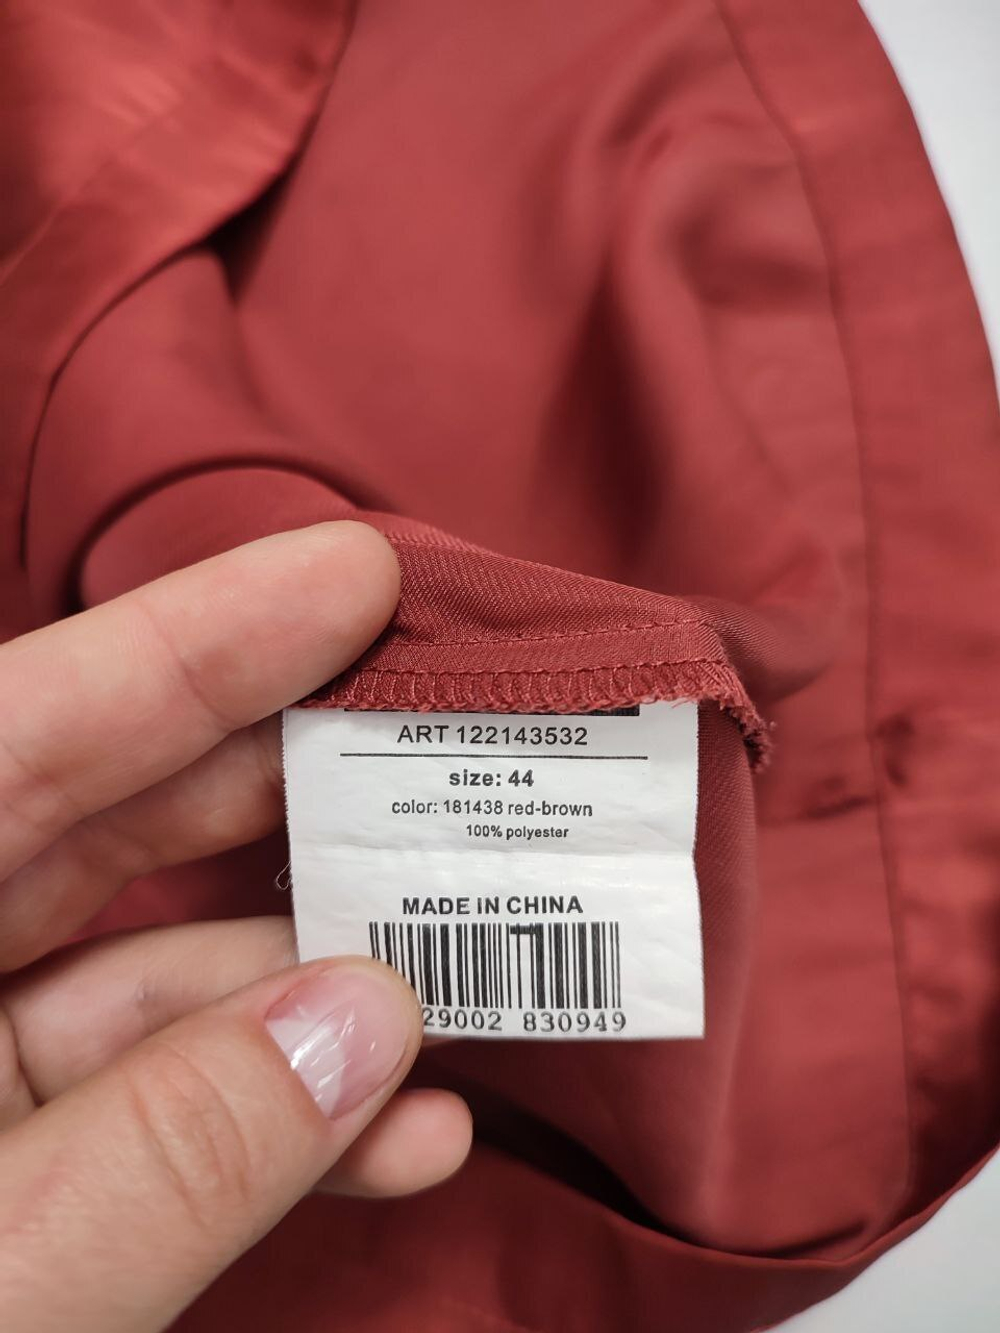 ART 122143532
size: 44
color: 181438 red-brown
100% polyester
MADE IN CHINA
29002 830949